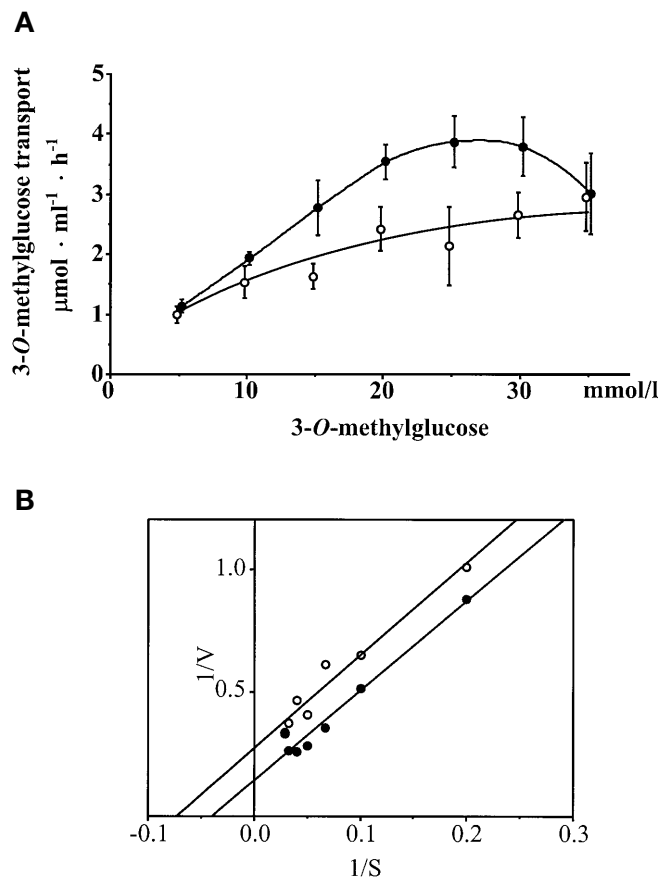 A
3-O-methylglucose transport
µmol · ml⁻¹ · h⁻¹
5
4
3
2
1
0
0 10 20 30 mmol/l
3-O-methylglucose
B
1.0
1/V
0.5
-0.1 0.0 0.1 0.2 0.3
1/S